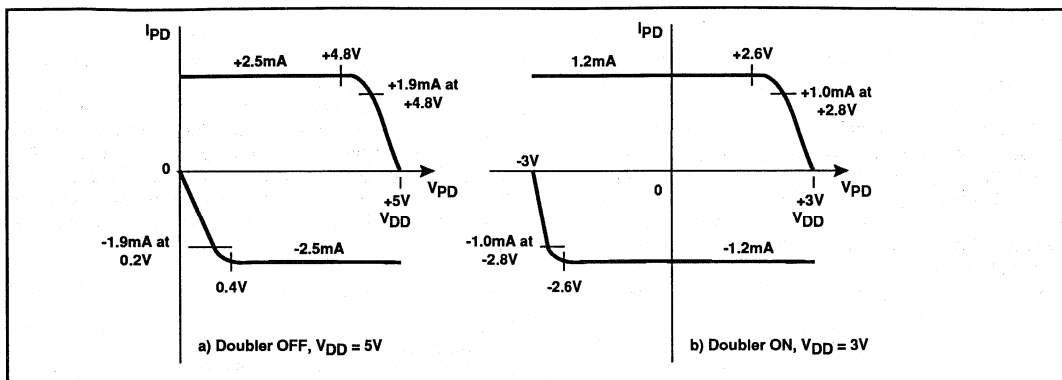 IPD
+2.5mA
+4.8V
+1.9mA at
+4.8V
0
+5V
VDD
VPD
-1.9mA at
0.2V
-2.5mA
0.4V
a) Doubler OFF, VDD = 5V
IPD
1.2mA
+2.6V
+1.0mA at
+2.8V
-3V
0
+3V
VDD
VPD
-1.0mA at
-2.8V
-1.2mA
-2.6V
b) Doubler ON, VDD = 3V